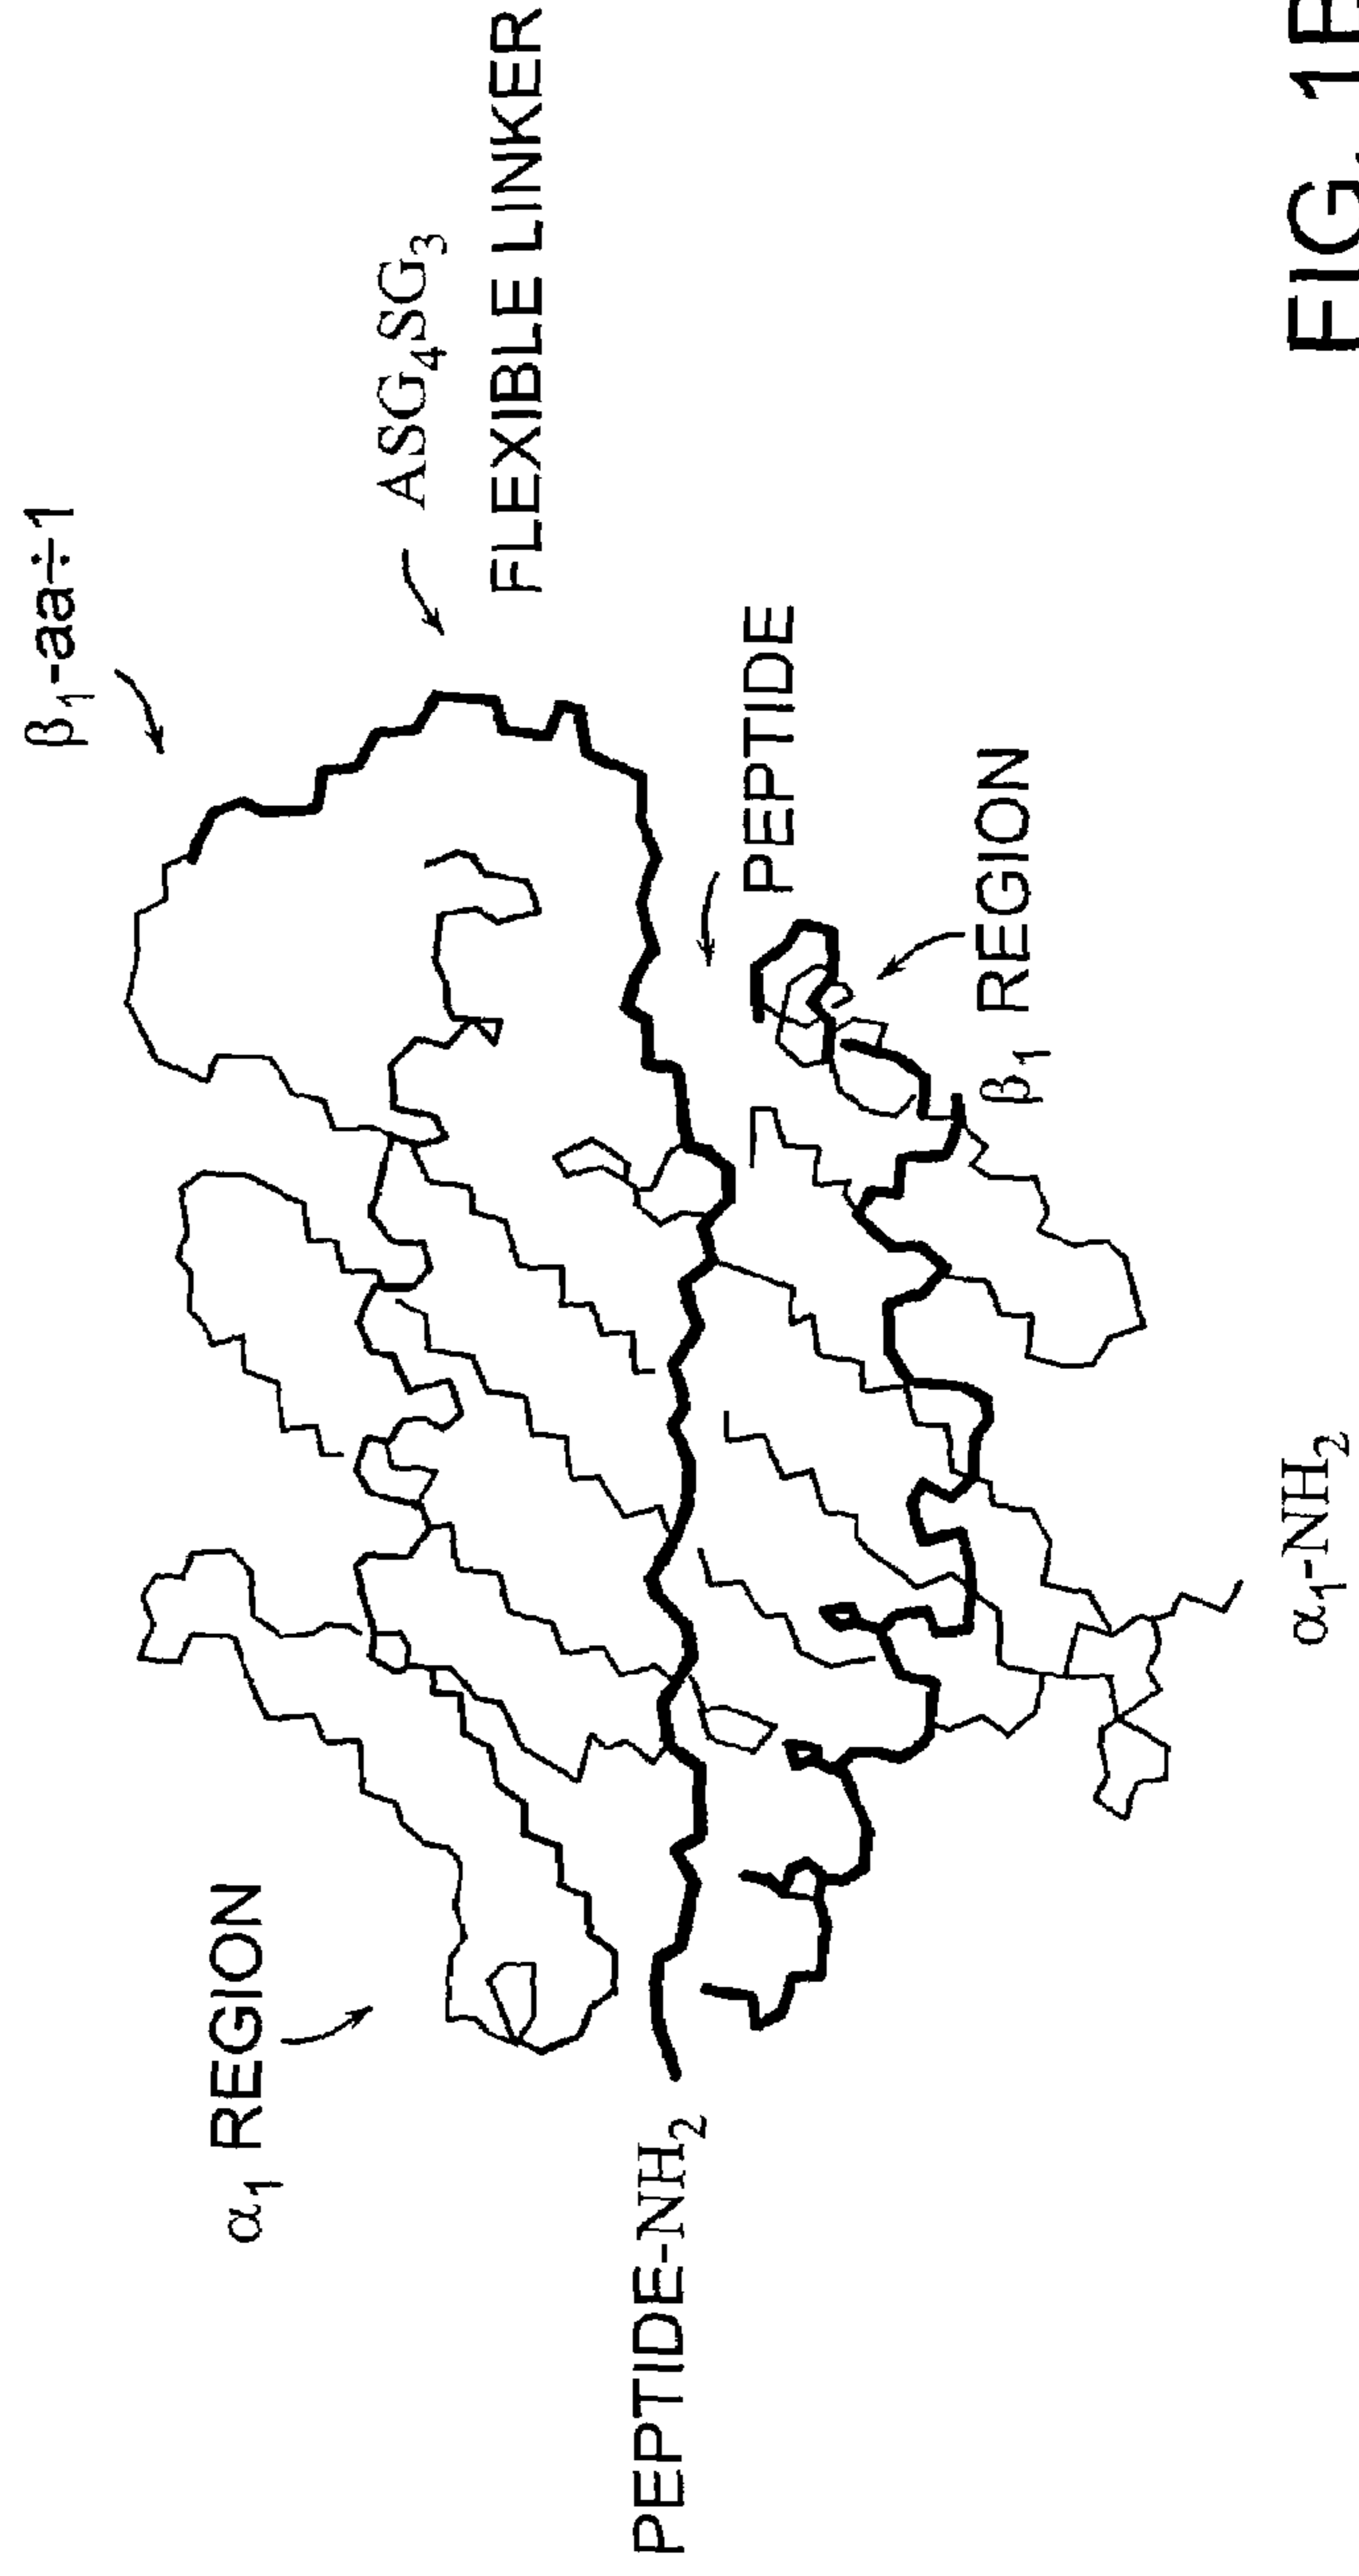 β₁-aa÷1
ASG₄SG₃
FLEXIBLE LINKER
α₁ REGION
PEPTIDE
PEPTIDE-NH₂
β₁ REGION
α₁-NH₂
FIG. 1B